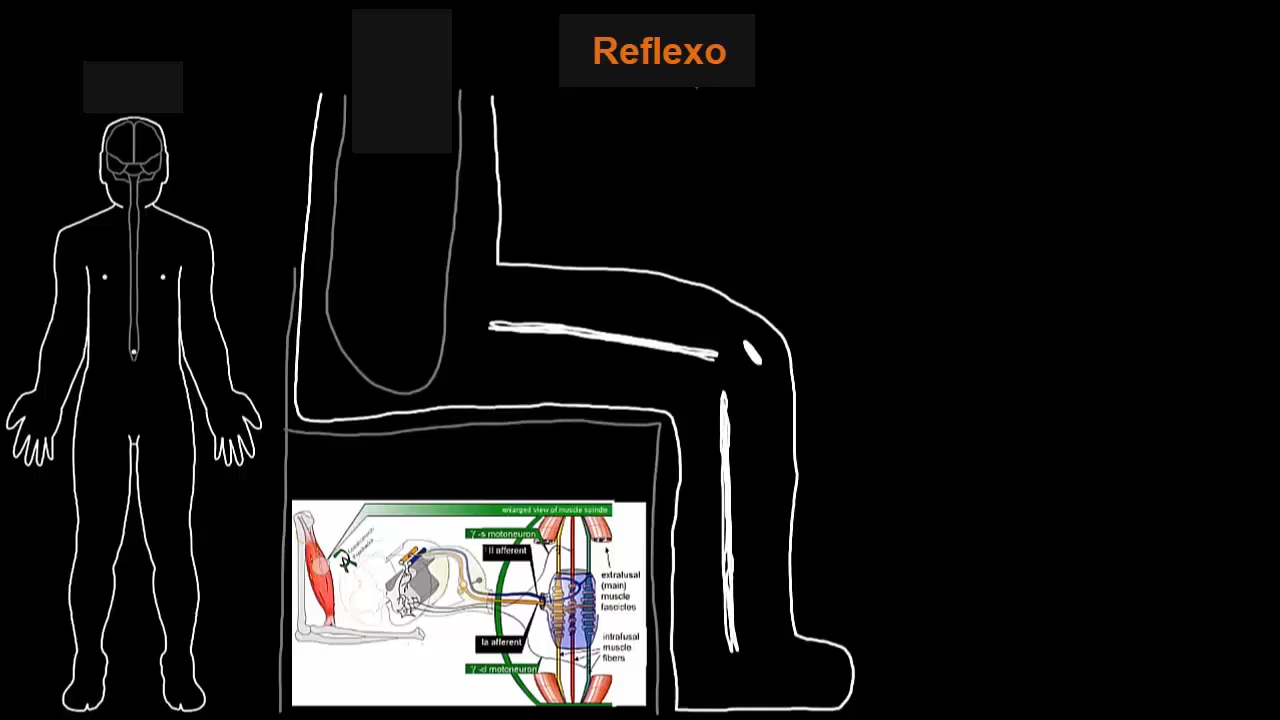 Reflexo
enlarged view of muscle spindle
γ -s motoneuron
II afferent
extrafusal
(main)
muscle
fascicles
Ia afferent
intrafusal
muscle
fibers
γ -d motoneuron